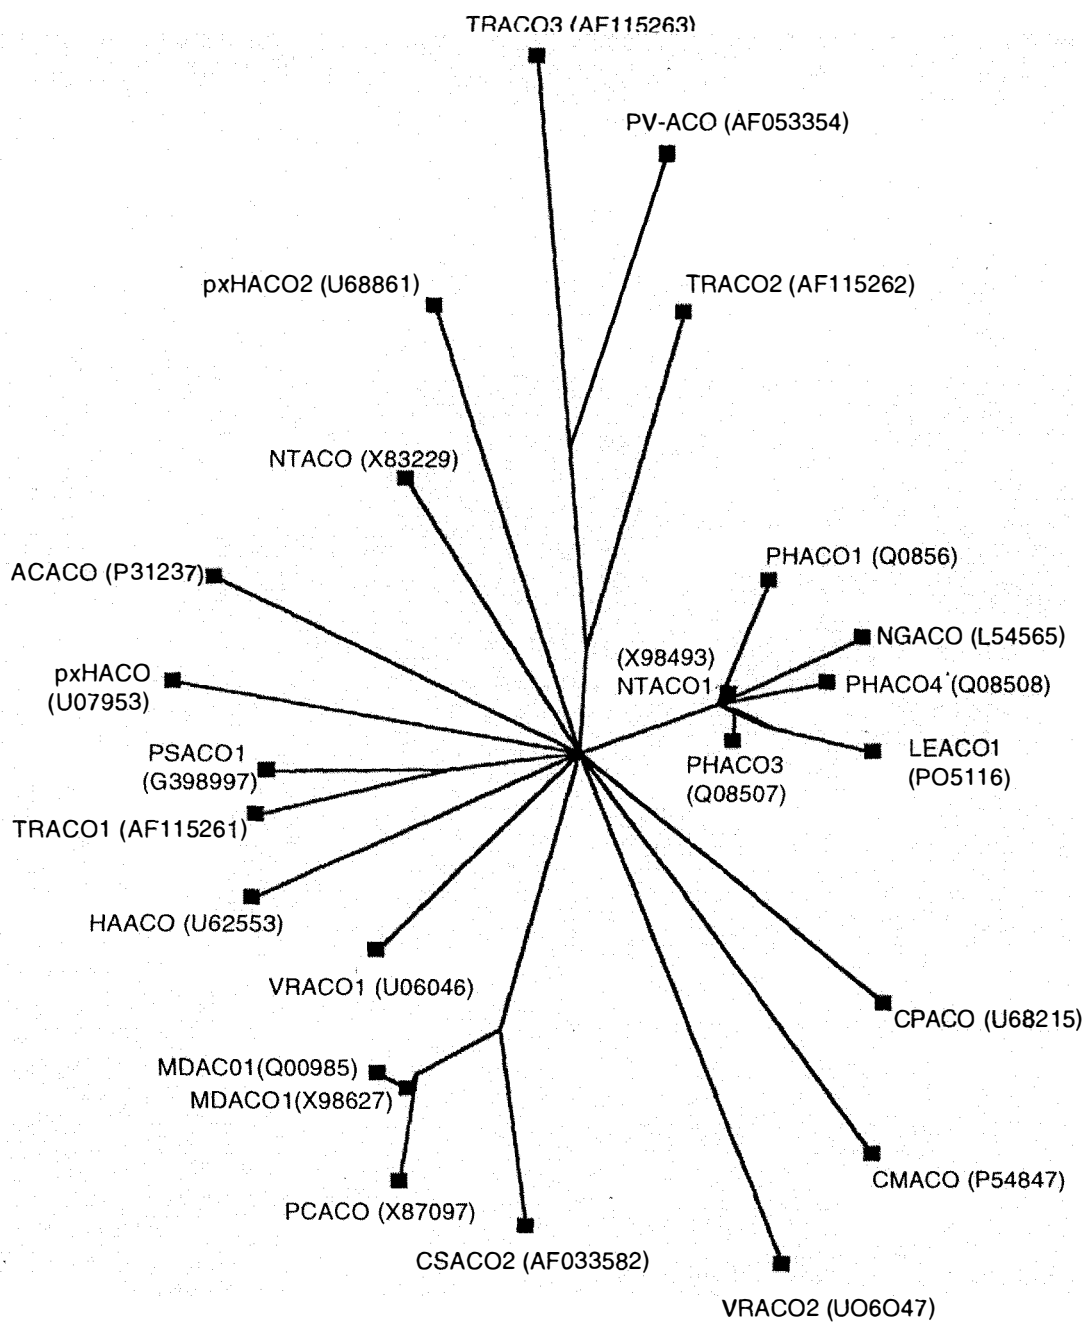 TRACO3 (AF115263)
PV-ACO (AF053354)
pxHACO2 (U68861)
TRACO2 (AF115262)
NTACO (X83229)
PHACO1 (Q0856)
ACACO (P31237)
NGACO (L54565)
(X98493)
NTACO1
pxHACO
(U07953)
PHACO4 (Q08508)
PSACO1
(G398997)
PHACO3
(Q08507)
LEACO1
(PO5116)
TRACO1 (AF115261)
HAACO (U62553)
VRACO1 (U06046)
CPACO (U68215)
MDAC01(Q00985)
MDACO1(X98627)
CMACO (P54847)
PCACO (X87097)
CSACO2 (AF033582)
VRACO2 (UO6O47)